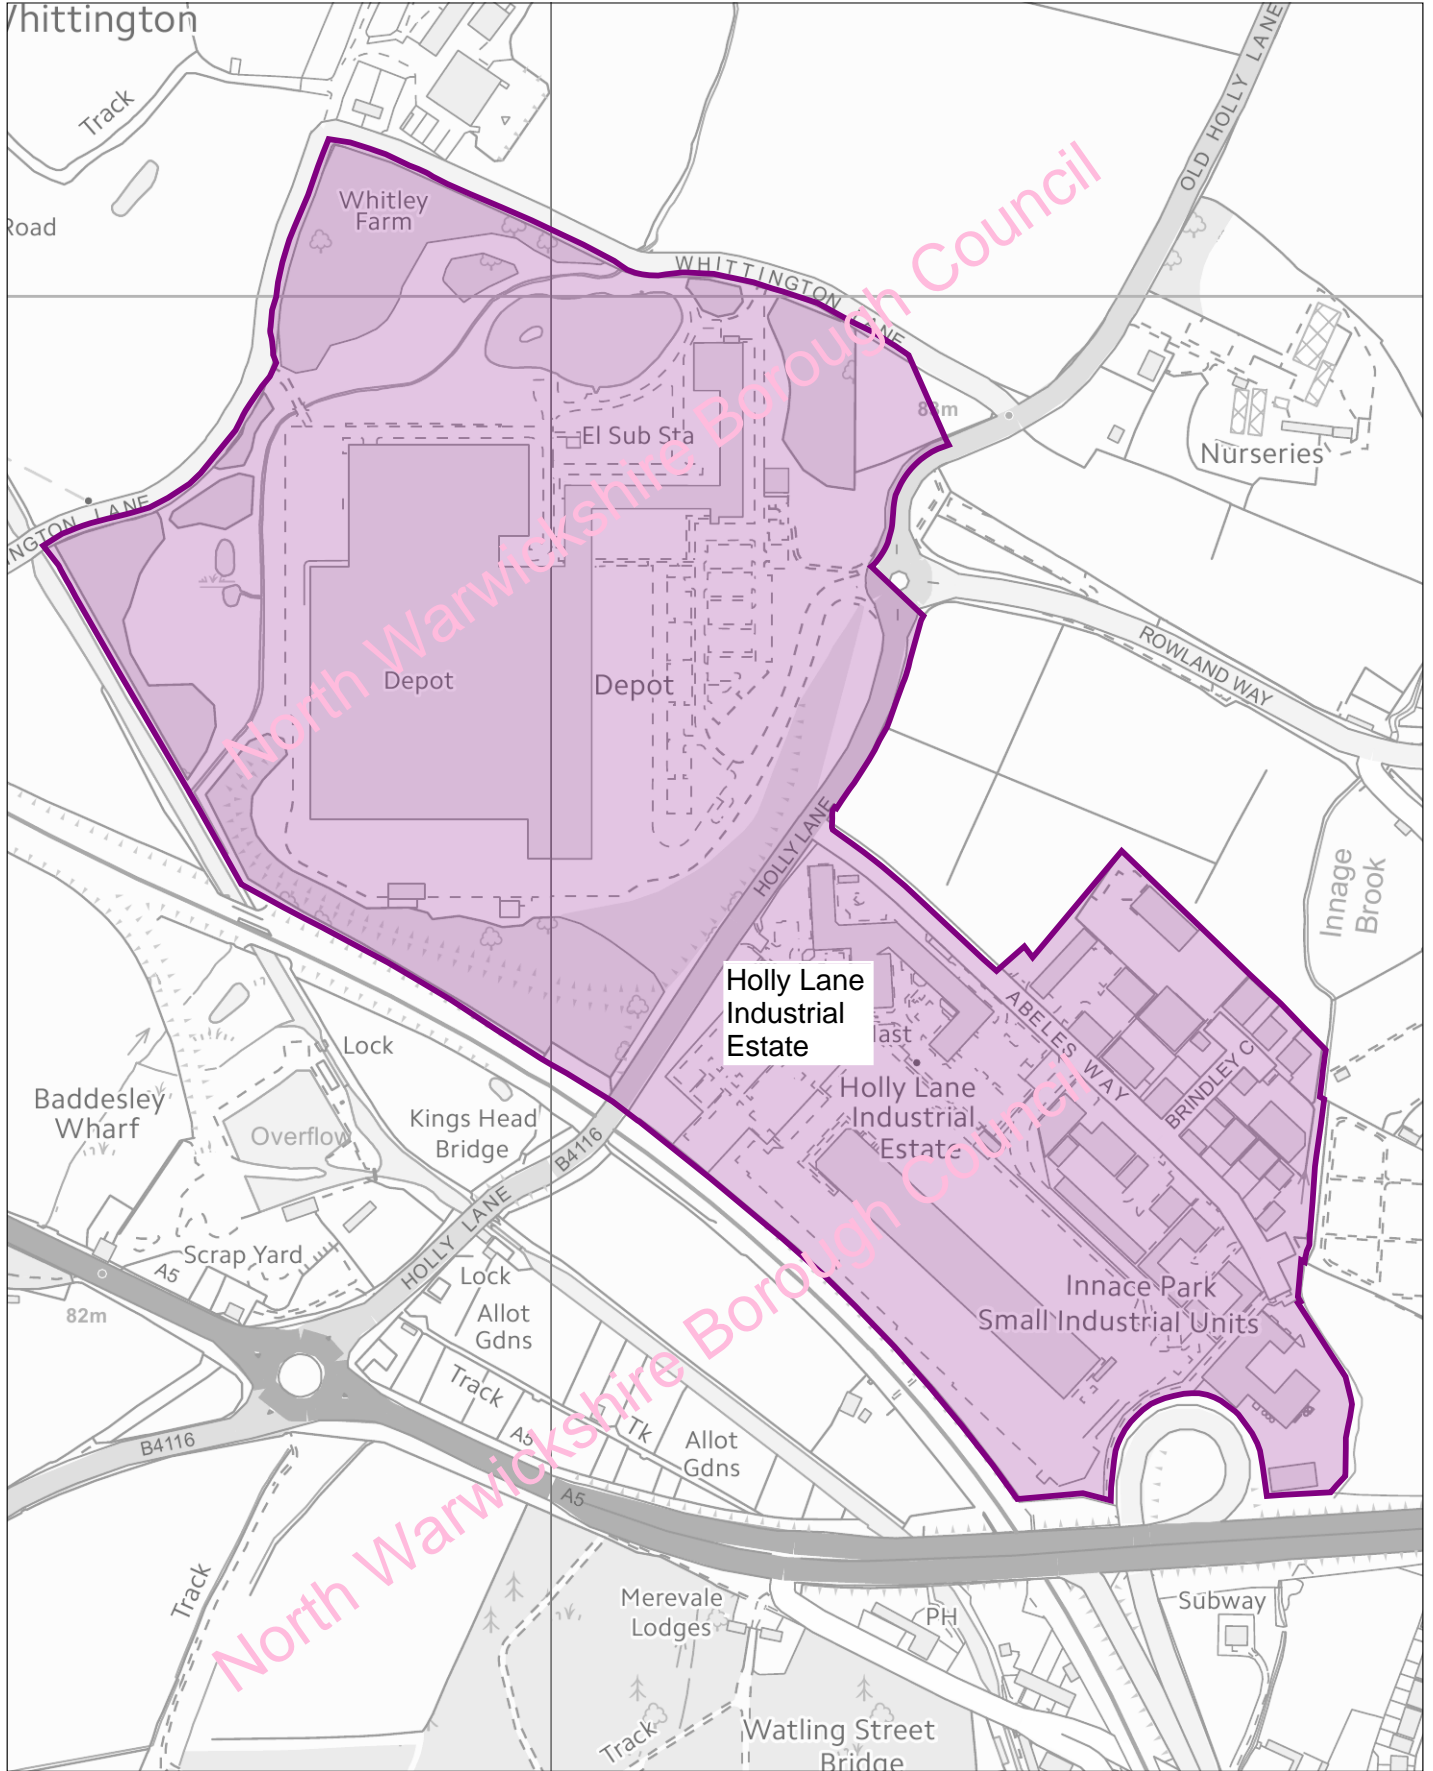 hittington
Track
Road
OLD HOLLY LANE
Whitley
Farm
WHITTINGTON LANE
North Warwickshire Borough Council
83m
El Sub Sta
Nurseries
NGTON LANE
ROWLAND WAY
Depot
Depot
HOLLY LANE
Innage
Brook
Holly Lane
Industrial
Estate
ABELES WAY
BRINDLEY C
Lock
Holly Lane
Industrial
Estate
Baddesley
Wharf
Overflow
Kings Head
Bridge
B4116
HOLLY LANE
Scrap Yard
A5
82m
Lock
Allot
Gdns
Innace Park
Small Industrial Units
North Warwickshire Borough Council
Track
A5
Tk
Allot
Gdns
B4116
A5
Track
Merevale
Lodges
PH
Subway
Track
Watling Street
Bridge